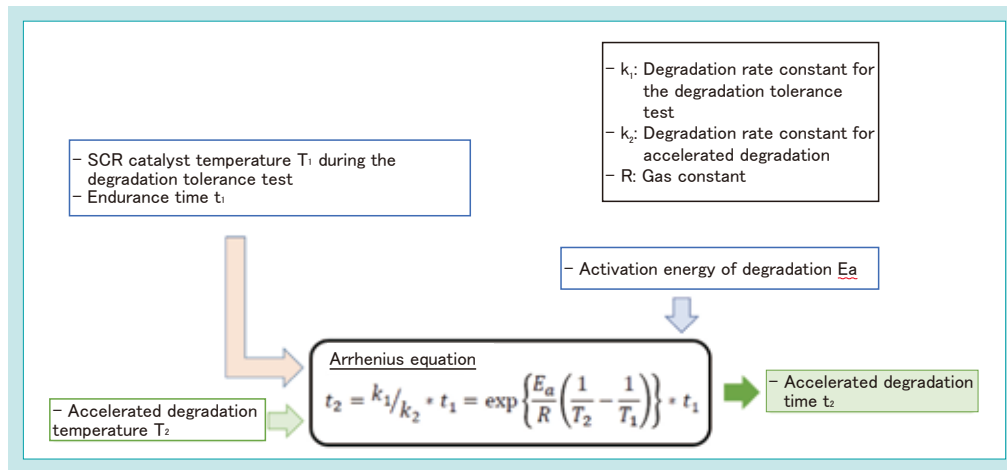 – k₁: Degradation rate constant for
the degradation tolerance
test
– k₂: Degradation rate constant for
accelerated degradation
– R: Gas constant
– SCR catalyst temperature T₁ during the
degradation tolerance test
– Endurance time t₁
– Activation energy of degradation Ea
Arrhenius equation
t₂ = k₁/k₂ * t₁ = exp{Eₐ/R (1/T₂ − 1/T₁)} * t₁
– Accelerated degradation
time t₂
– Accelerated degradation
temperature T₂